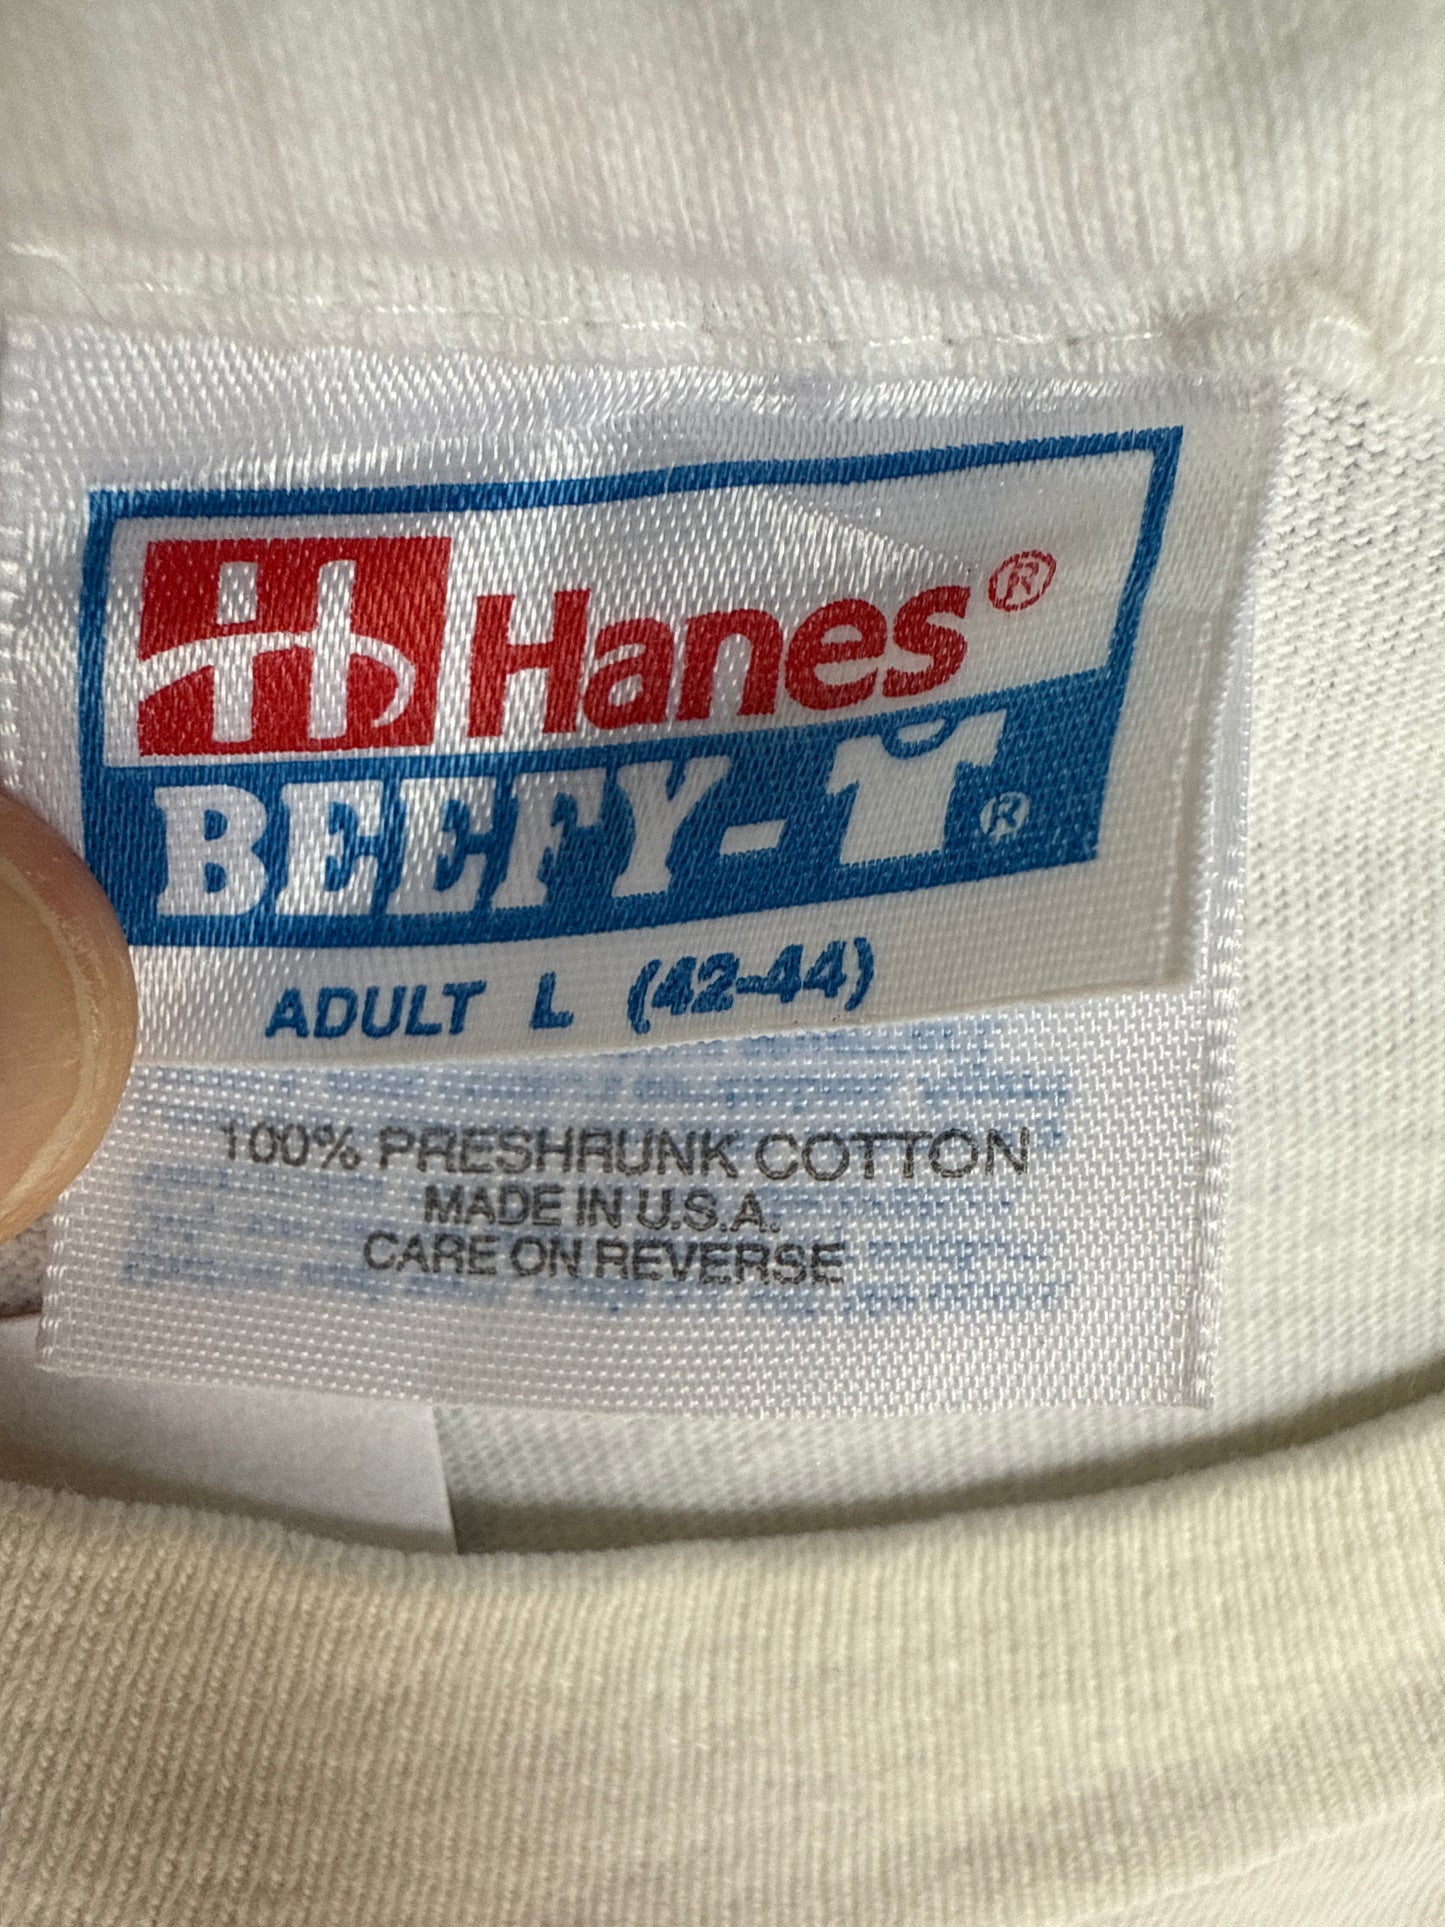 H Hanes®
BEEFY-T®
ADULT L (42-44)
100% PRESHRUNK COTTON
MADE IN U.S.A.
CARE ON REVERSE